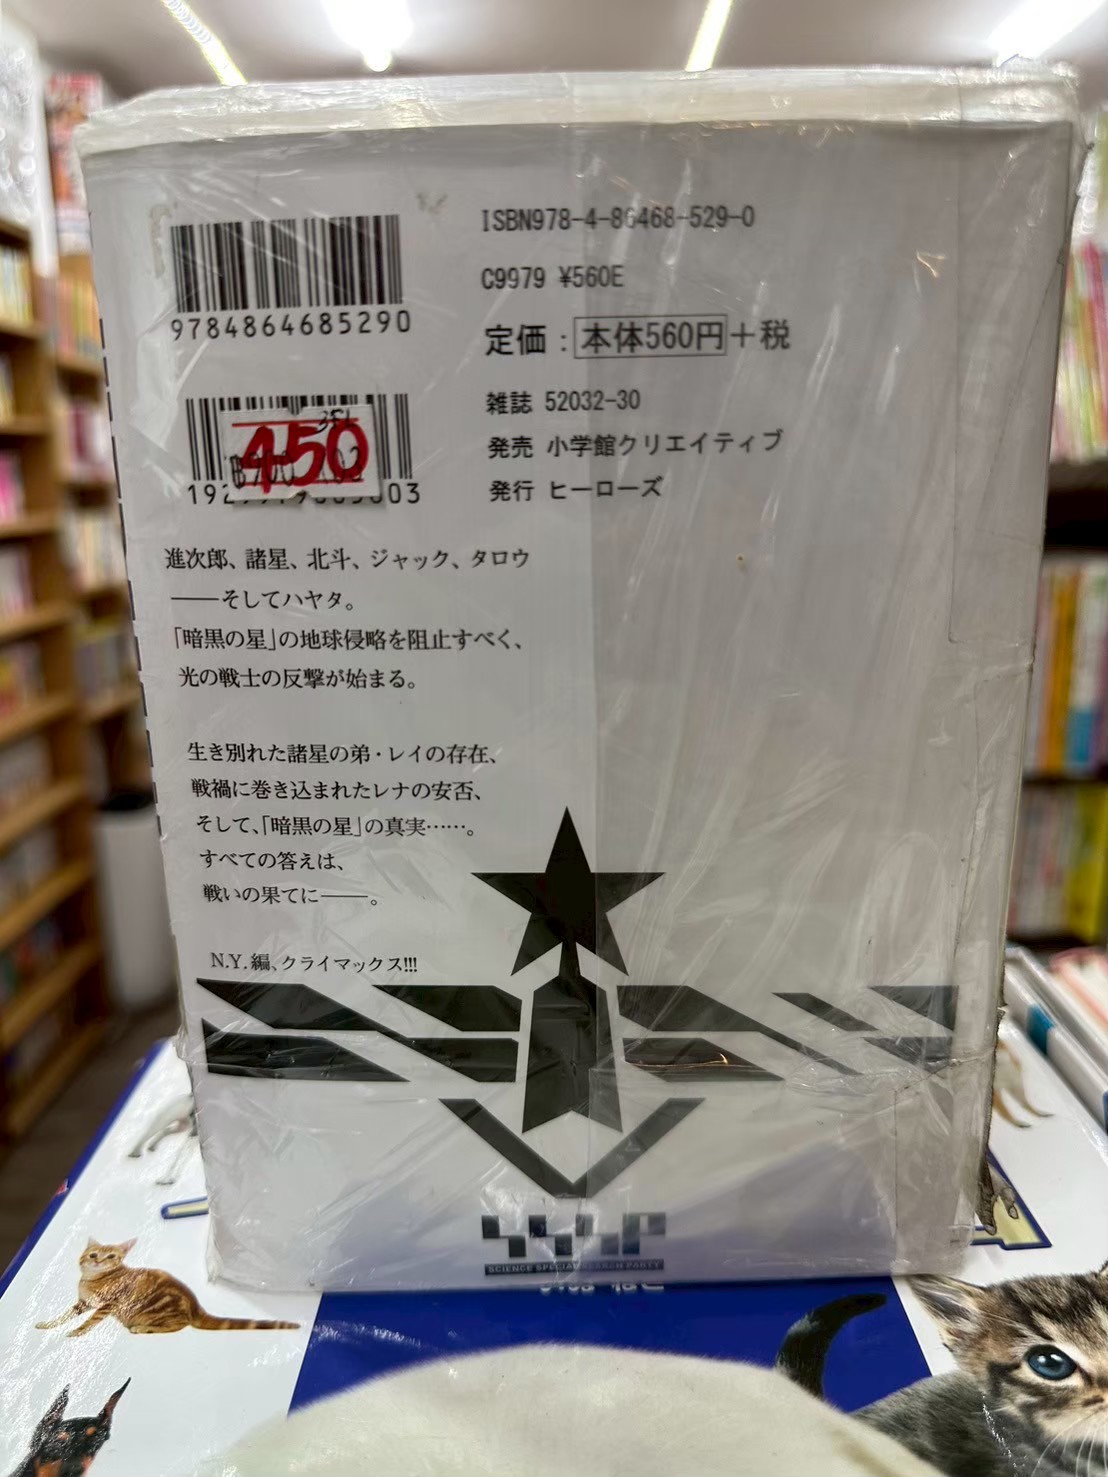 ISBN978-4-86468-529-0
C9979 ¥560E
9784864685290
定価：本体560円+税
雑誌 52032-30
発売 小学館クリエイティブ
発行 ヒーローズ
450
進次郎、諸星、北斗、ジャック、タロウ
――そしてハヤタ。
「暗黒の星」の地球侵略を阻止すべく、
光の戦士の反撃が始まる。
生き別れた諸星の弟・レイの存在、
戦禍に巻き込まれたレナの安否、
そして、「暗黒の星」の真実……。
すべての答えは、
戦いの果てに――。
N.Y.編、クライマックス!!!
SSSP
SCIENCE SPECIAL SEARCH PARTY